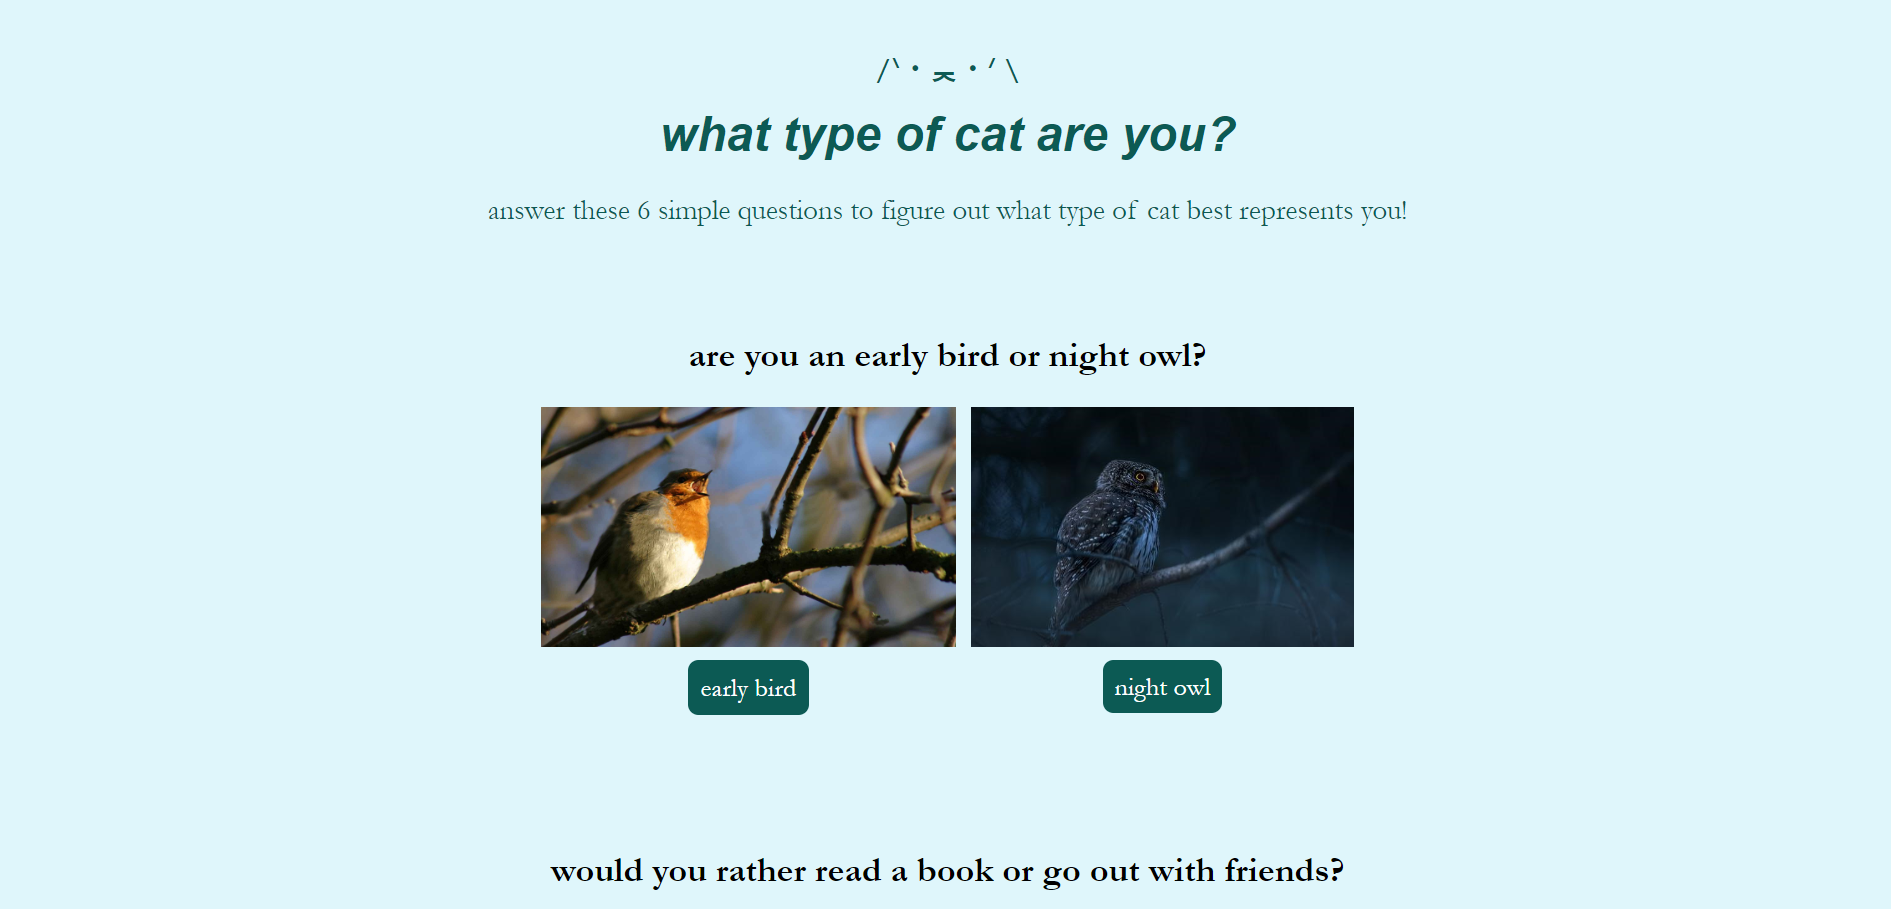 /ᐠ・ᆽ・ᐟ \
what type of cat are you?
answer these 6 simple questions to figure out what type of cat best represents you!
are you an early bird or night owl?
early bird
night owl
would you rather read a book or go out with friends?